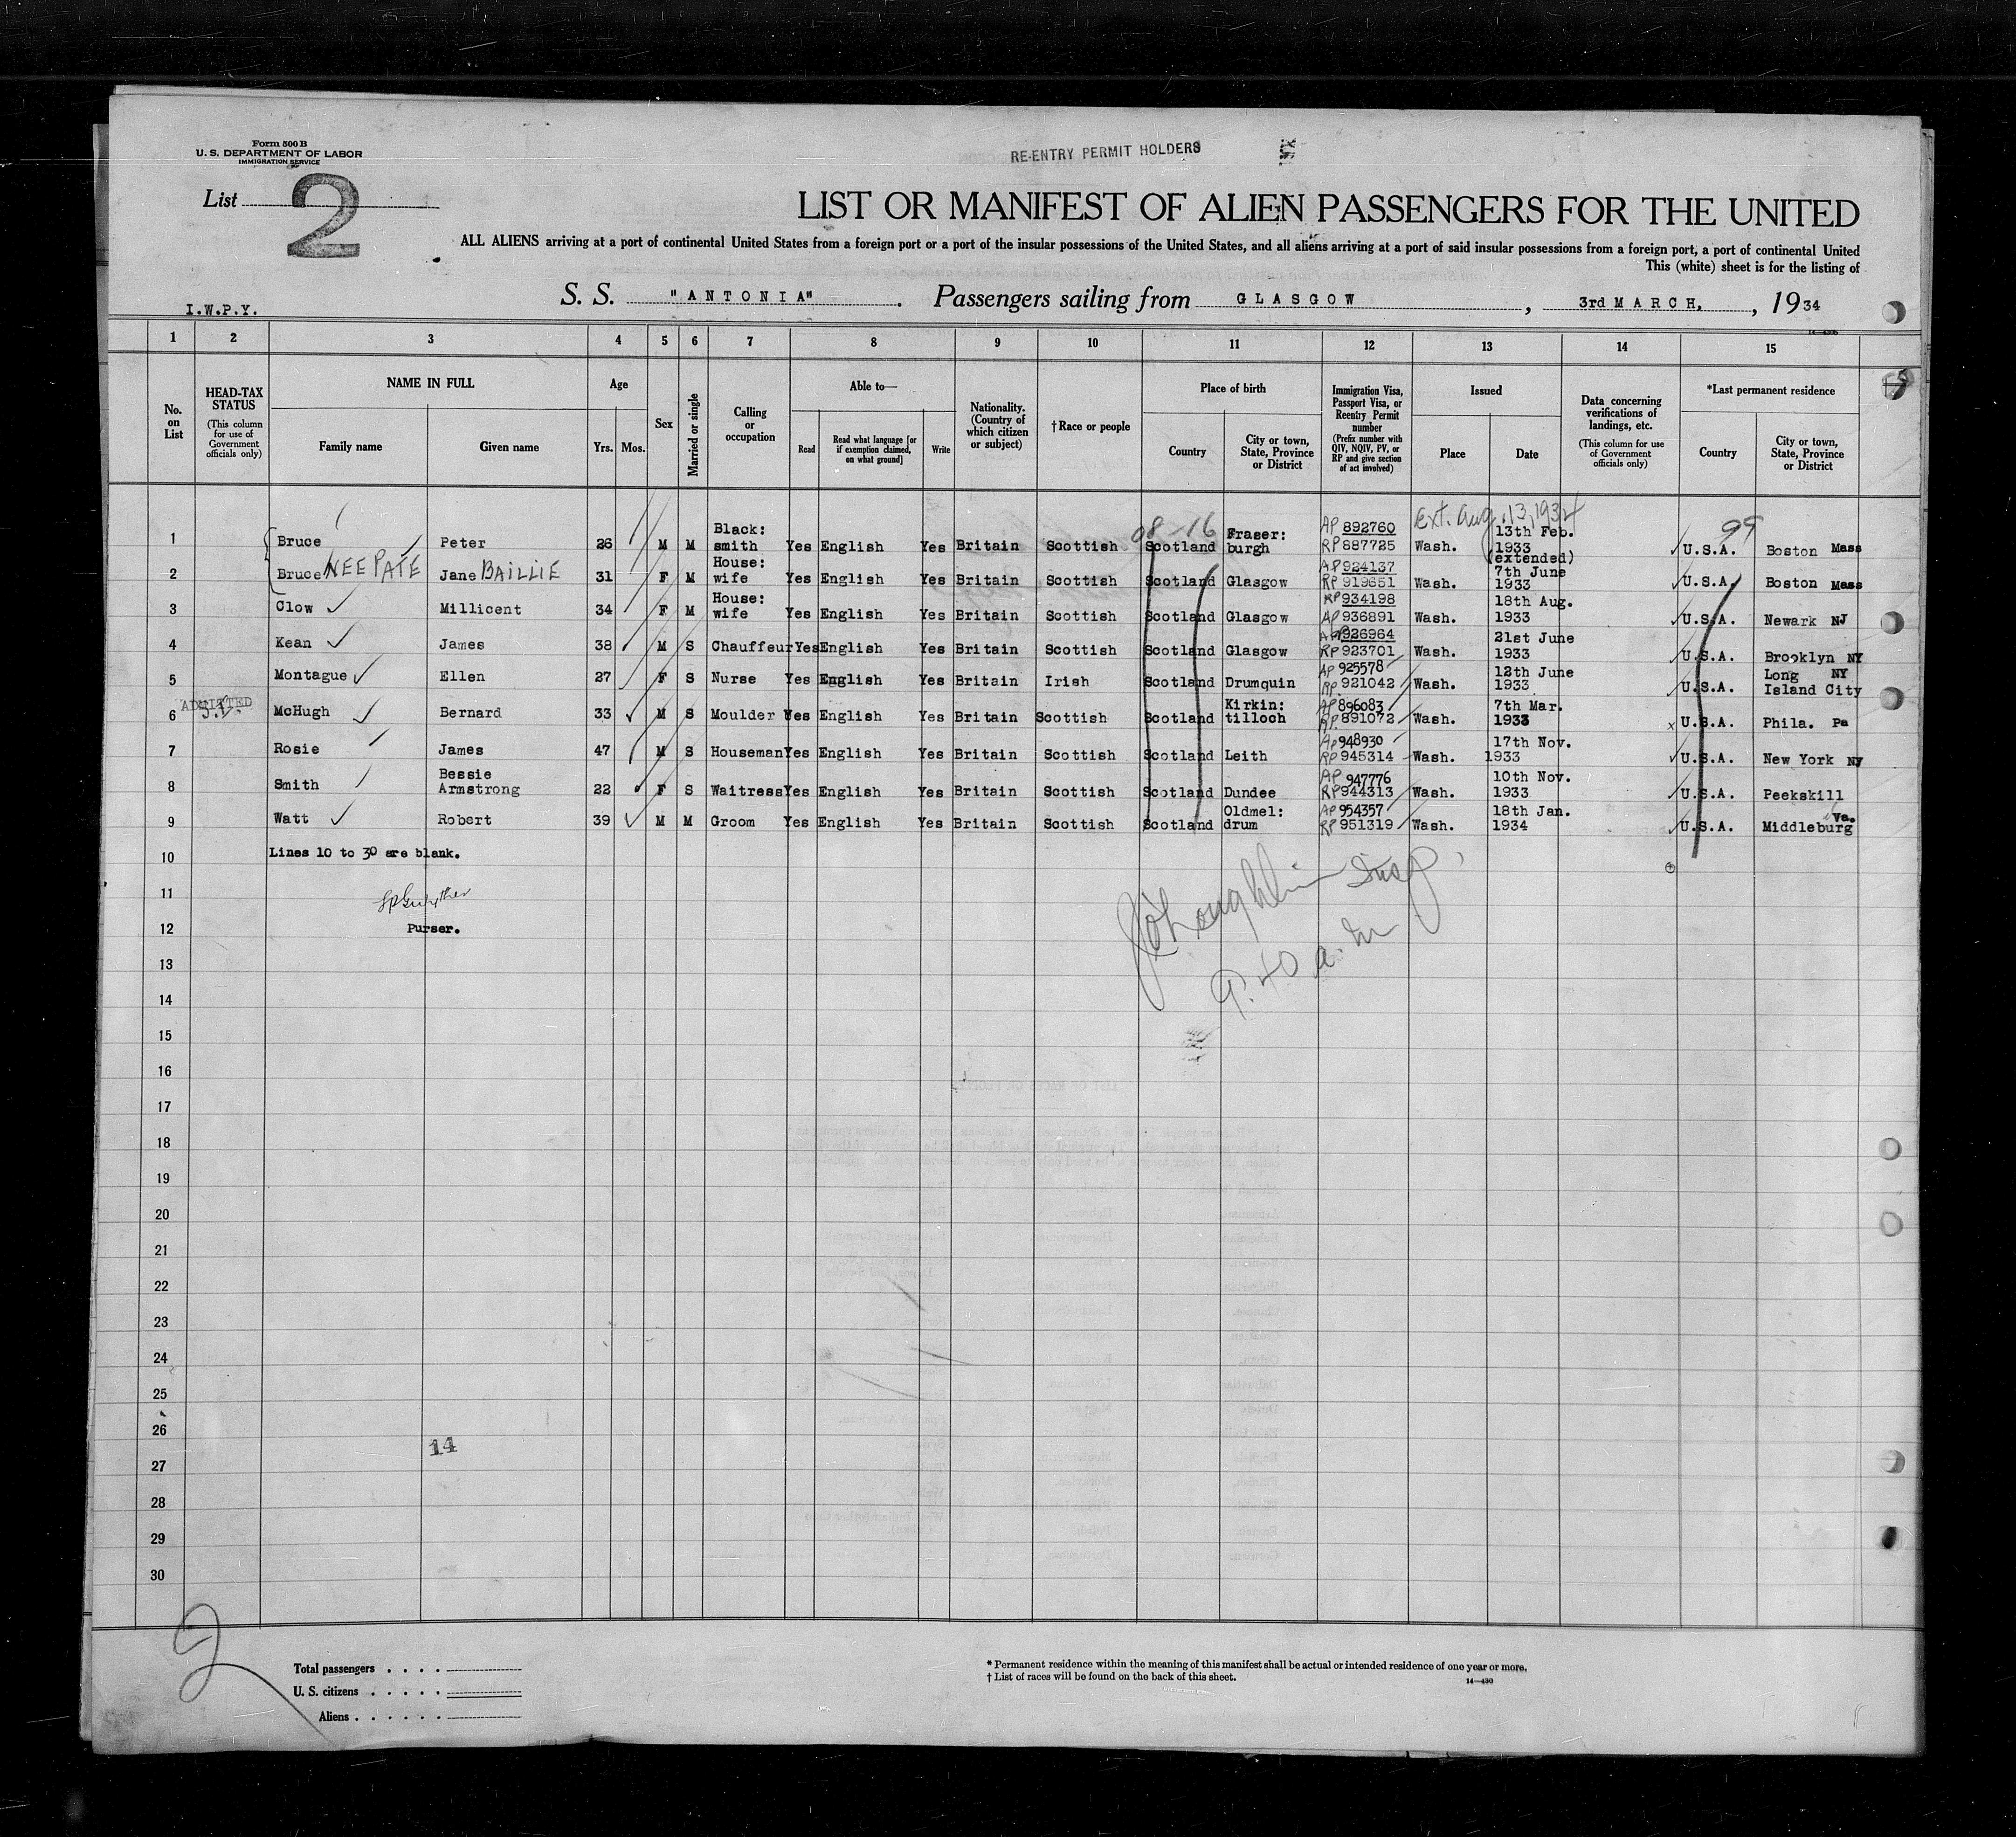 Form 500 B
U. S. DEPARTMENT OF LABOR
IMMIGRATION SERVICE
RE-ENTRY PERMIT HOLDERS
List 2
LIST OR MANIFEST OF ALIEN PASSENGERS FOR THE UNITED
ALL ALIENS arriving at a port of continental United States from a foreign port or a port of the insular possessions of the United States, and all aliens arriving at a port of said insular possessions from a foreign port, a port of continental United
This (white) sheet is for the listing of
I.W.P.Y.
S. S. "ANTONIA". Passengers sailing from GLASGOW, 3rd MARCH, 1934
1 2 3 4 5 6 7 8 9 10 11 12 13 14 15
No. on List
HEAD-TAX STATUS (This column for use of Government officials only)
NAME IN FULL
Family name
Given name
Age
Yrs. Mos.
Sex
Married or single
Calling or occupation
Able to—
Read
Read what language [or if exemption claimed, on what ground]
Write
Nationality. (Country of which citizen or subject)
†Race or people
Place of birth
Country
City or town, State, Province or District
Immigration Visa, Passport Visa, or Reentry Permit number (Prefix number with QIV, NQIV, PV, or RP and give section of act involved)
Issued
Place
Date
Data concerning verifications of landings, etc. (This column for use of Government officials only)
*Last permanent residence
Country
City or town, State, Province or District
08-16 Ext. Aug. 13, 1934 99
1 Bruce Peter 26 M M Black: smith Yes English Yes Britain Scottish Scotland Fraser: burgh AP 892760 RP 887725 Wash. 13th Feb. 1933 (extended) U.S.A. Boston Mass
2 Bruce NEE PATE Jane BAILLIE 31 F M House: wife Yes English Yes Britain Scottish Scotland Glasgow AP 924137 RP 919651 Wash. 7th June 1933 U.S.A. Boston Mass
3 Clow Millicent 34 F M House: wife Yes English Yes Britain Scottish Scotland Glasgow RP 934198 AP 936891 Wash. 18th Aug. 1933 U.S.A. Newark NJ
4 Kean James 38 M S Chauffeur Yes English Yes Britain Scottish Scotland Glasgow AP 926964 RP 923701 Wash. 21st June 1933 U.S.A. Brooklyn NY
5 Montague Ellen 27 F S Nurse Yes English Yes Britain Irish Scotland Drumquin AP 925578 RP 921042 Wash. 12th June 1933 U.S.A. Long Island City NY
ADMITTED
6 McHugh Bernard 33 M S Moulder Yes English Yes Britain Scottish Scotland Kirkin: tilloch AP 896083 RP 891072 Wash. 7th Mar. 1933 U.S.A. Phila. Pa
7 Rosie James 47 M S Houseman Yes English Yes Britain Scottish Scotland Leith AP 948930 RP 945314 Wash. 17th Nov. 1933 U.S.A. New York NY
8 Smith Bessie Armstrong 22 F S Waitress Yes English Yes Britain Scottish Scotland Dundee AP 947776 RP 944313 Wash. 10th Nov. 1933 U.S.A. Peekskill
9 Watt Robert 39 M M Groom Yes English Yes Britain Scottish Scotland Oldmel: drum AP 954357 RP 951319 Wash. 18th Jan. 1934 U.S.A. Middleburg Va.
10 Lines 10 to 30 are blank.
11
12 Purser.
J O'Loughlin Insp.
9.40 a.m
13
14
15
16
17
18
19
20
21
22
23
24
25
26
14
27
28
29
30
2
Total passengers . . . .
U. S. citizens . . . . .
Aliens . . . . . .
* Permanent residence within the meaning of this manifest shall be actual or intended residence of one year or more.
† List of races will be found on the back of this sheet.
14—430